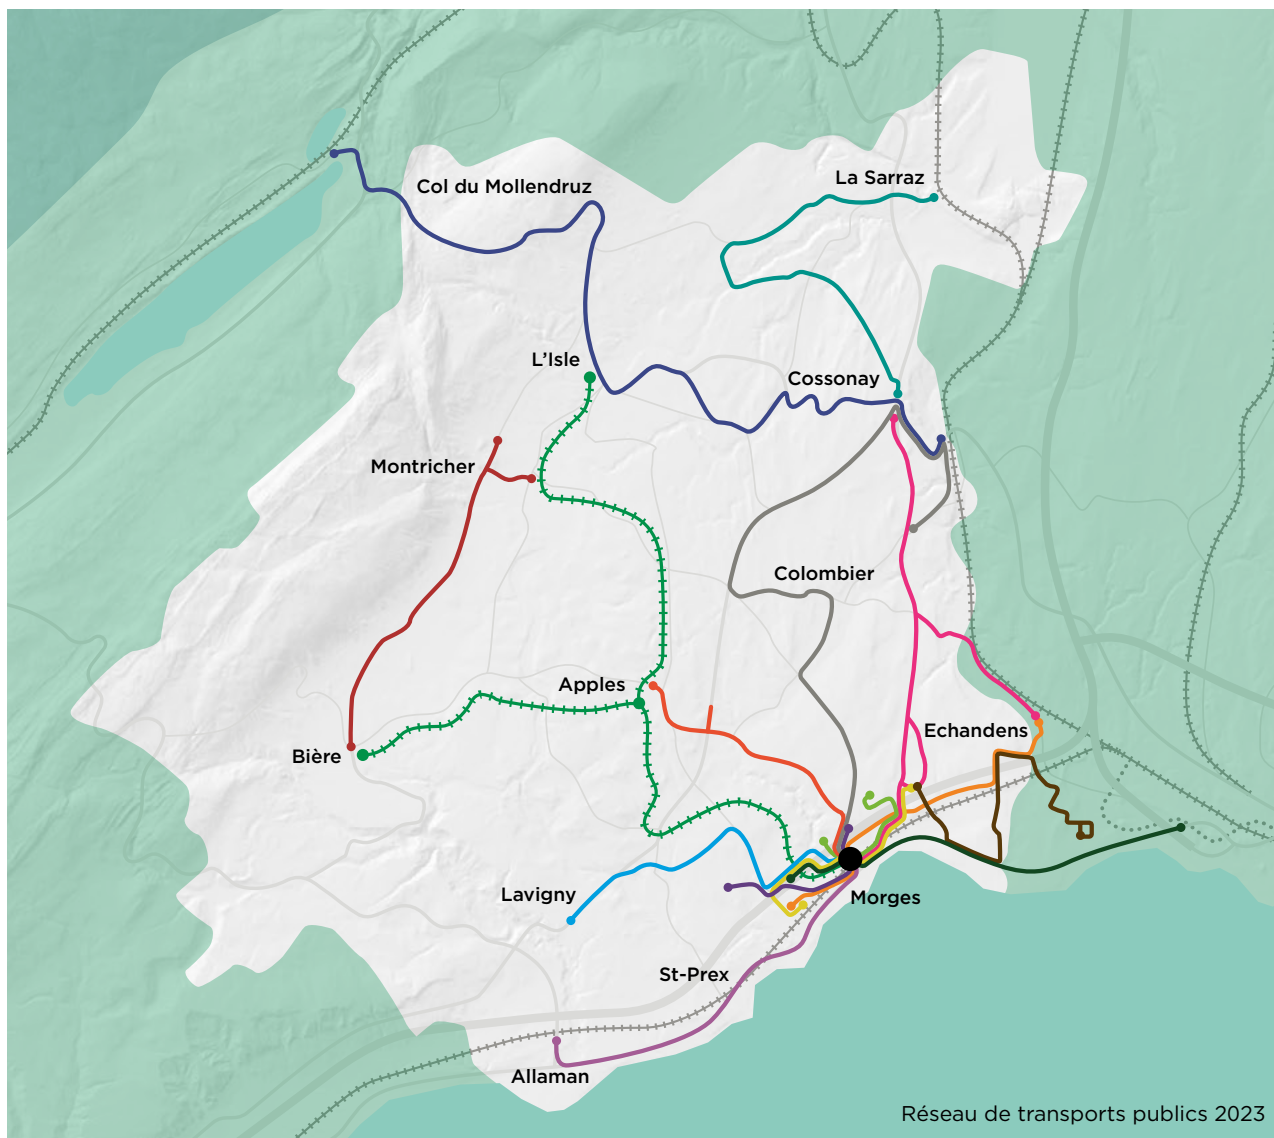 La Sarraz
Col du Mollendruz
L'Isle
Cossonay
Montricher
Colombier
Apples
Echandens
Bière
Lavigny
Morges
St-Prex
Allaman
Réseau de transports publics 2023